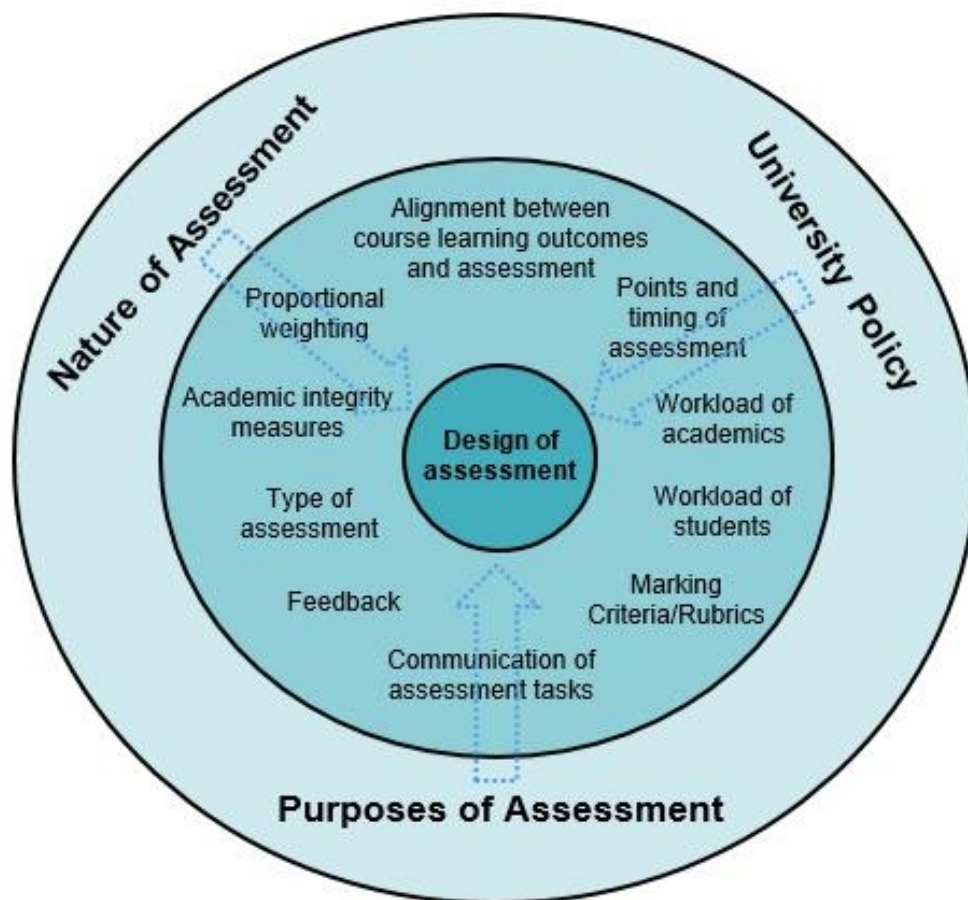 Nature of Assessment
University Policy
Alignment between
course learning outcomes
and assessment
Proportional
weighting
Points and
timing of
assessment
Academic integrity
measures
Workload of
academics
Design of
assessment
Type of
assessment
Workload of
students
Feedback
Marking
Criteria/Rubrics
Communication of
assessment tasks
Purposes of Assessment